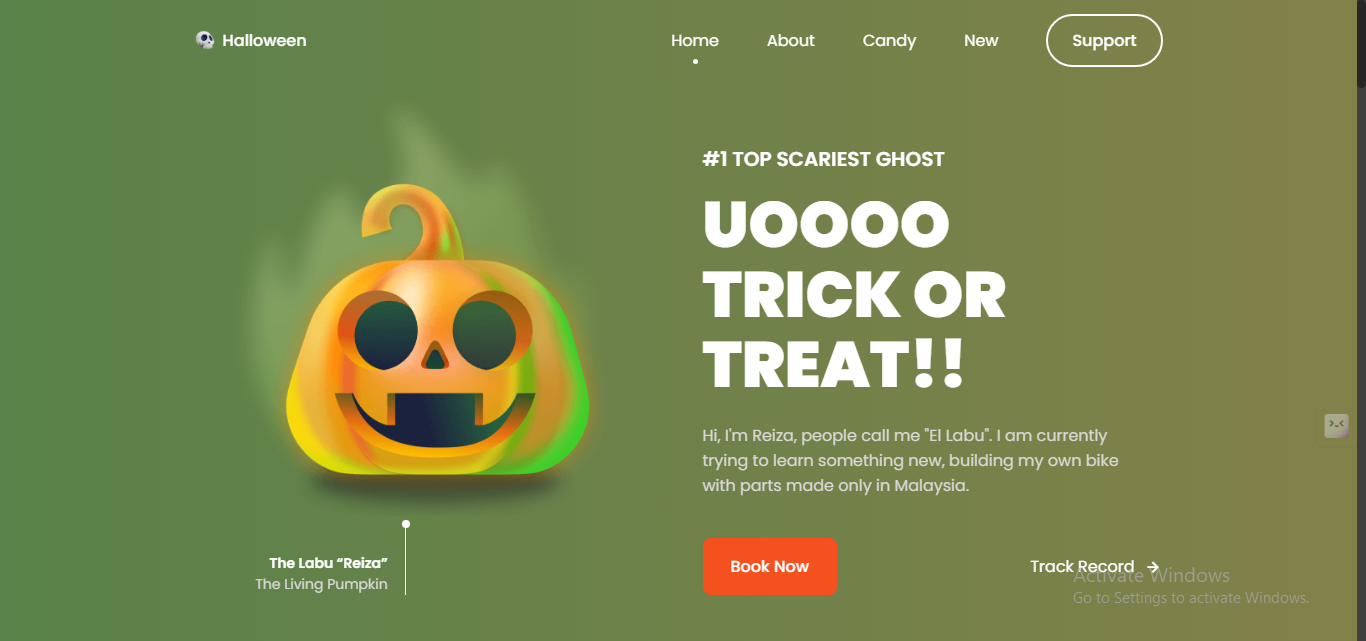 Halloween
Home
About
Candy
New
Support
#1 TOP SCARIEST GHOST
UOOOO
TRICK OR
TREAT!!
Hi, I'm Reiza, people call me "El Labu". I am currently
trying to learn something new, building my own bike
with parts made only in Malaysia.
Book Now
Track Record →
The Labu “Reiza”
The Living Pumpkin
Activate Windows
Go to Settings to activate Windows.